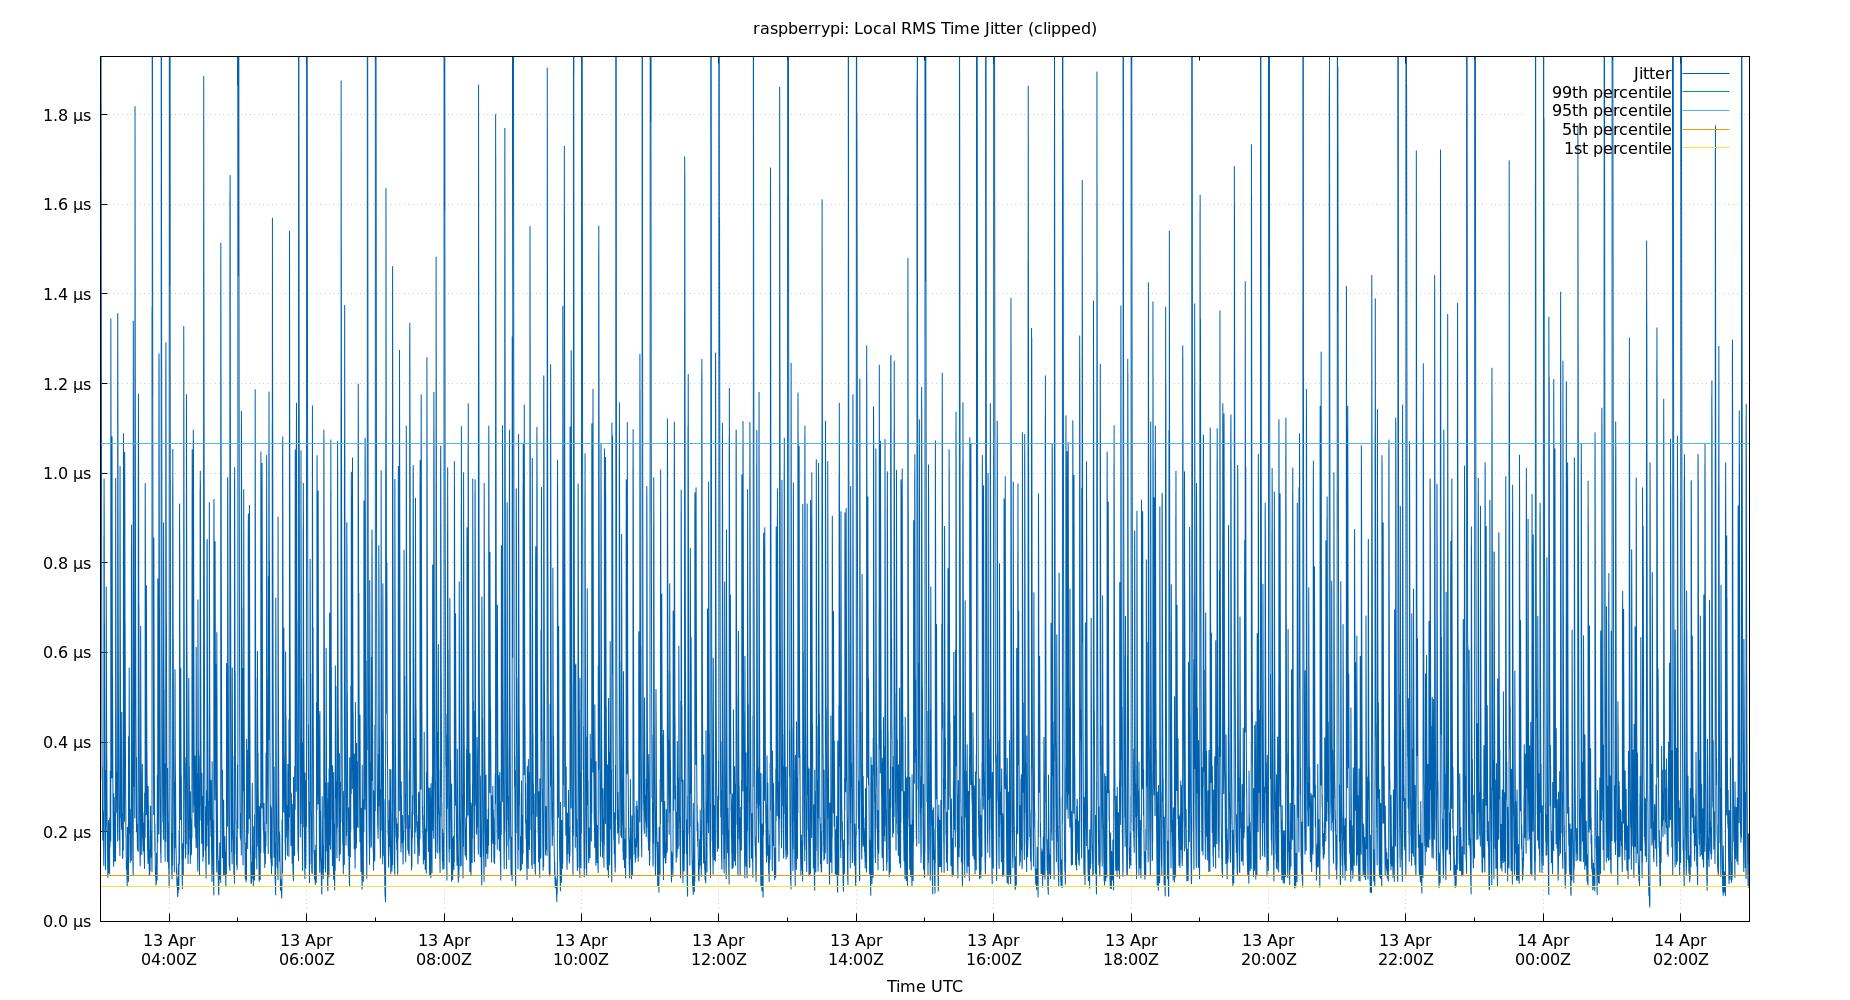 raspberrypi: Local RMS Time Jitter (clipped)
Jitter
99th percentile
95th percentile
5th percentile
1st percentile
1.8 µs
1.6 µs
1.4 µs
1.2 µs
1.0 µs
0.8 µs
0.6 µs
0.4 µs
0.2 µs
0.0 µs
13 Apr 13 Apr 13 Apr 13 Apr 13 Apr 13 Apr 13 Apr 13 Apr 13 Apr 13 Apr 14 Apr 14 Apr
04:00Z 06:00Z 08:00Z 10:00Z 12:00Z 14:00Z 16:00Z 18:00Z 20:00Z 22:00Z 00:00Z 02:00Z
Time UTC